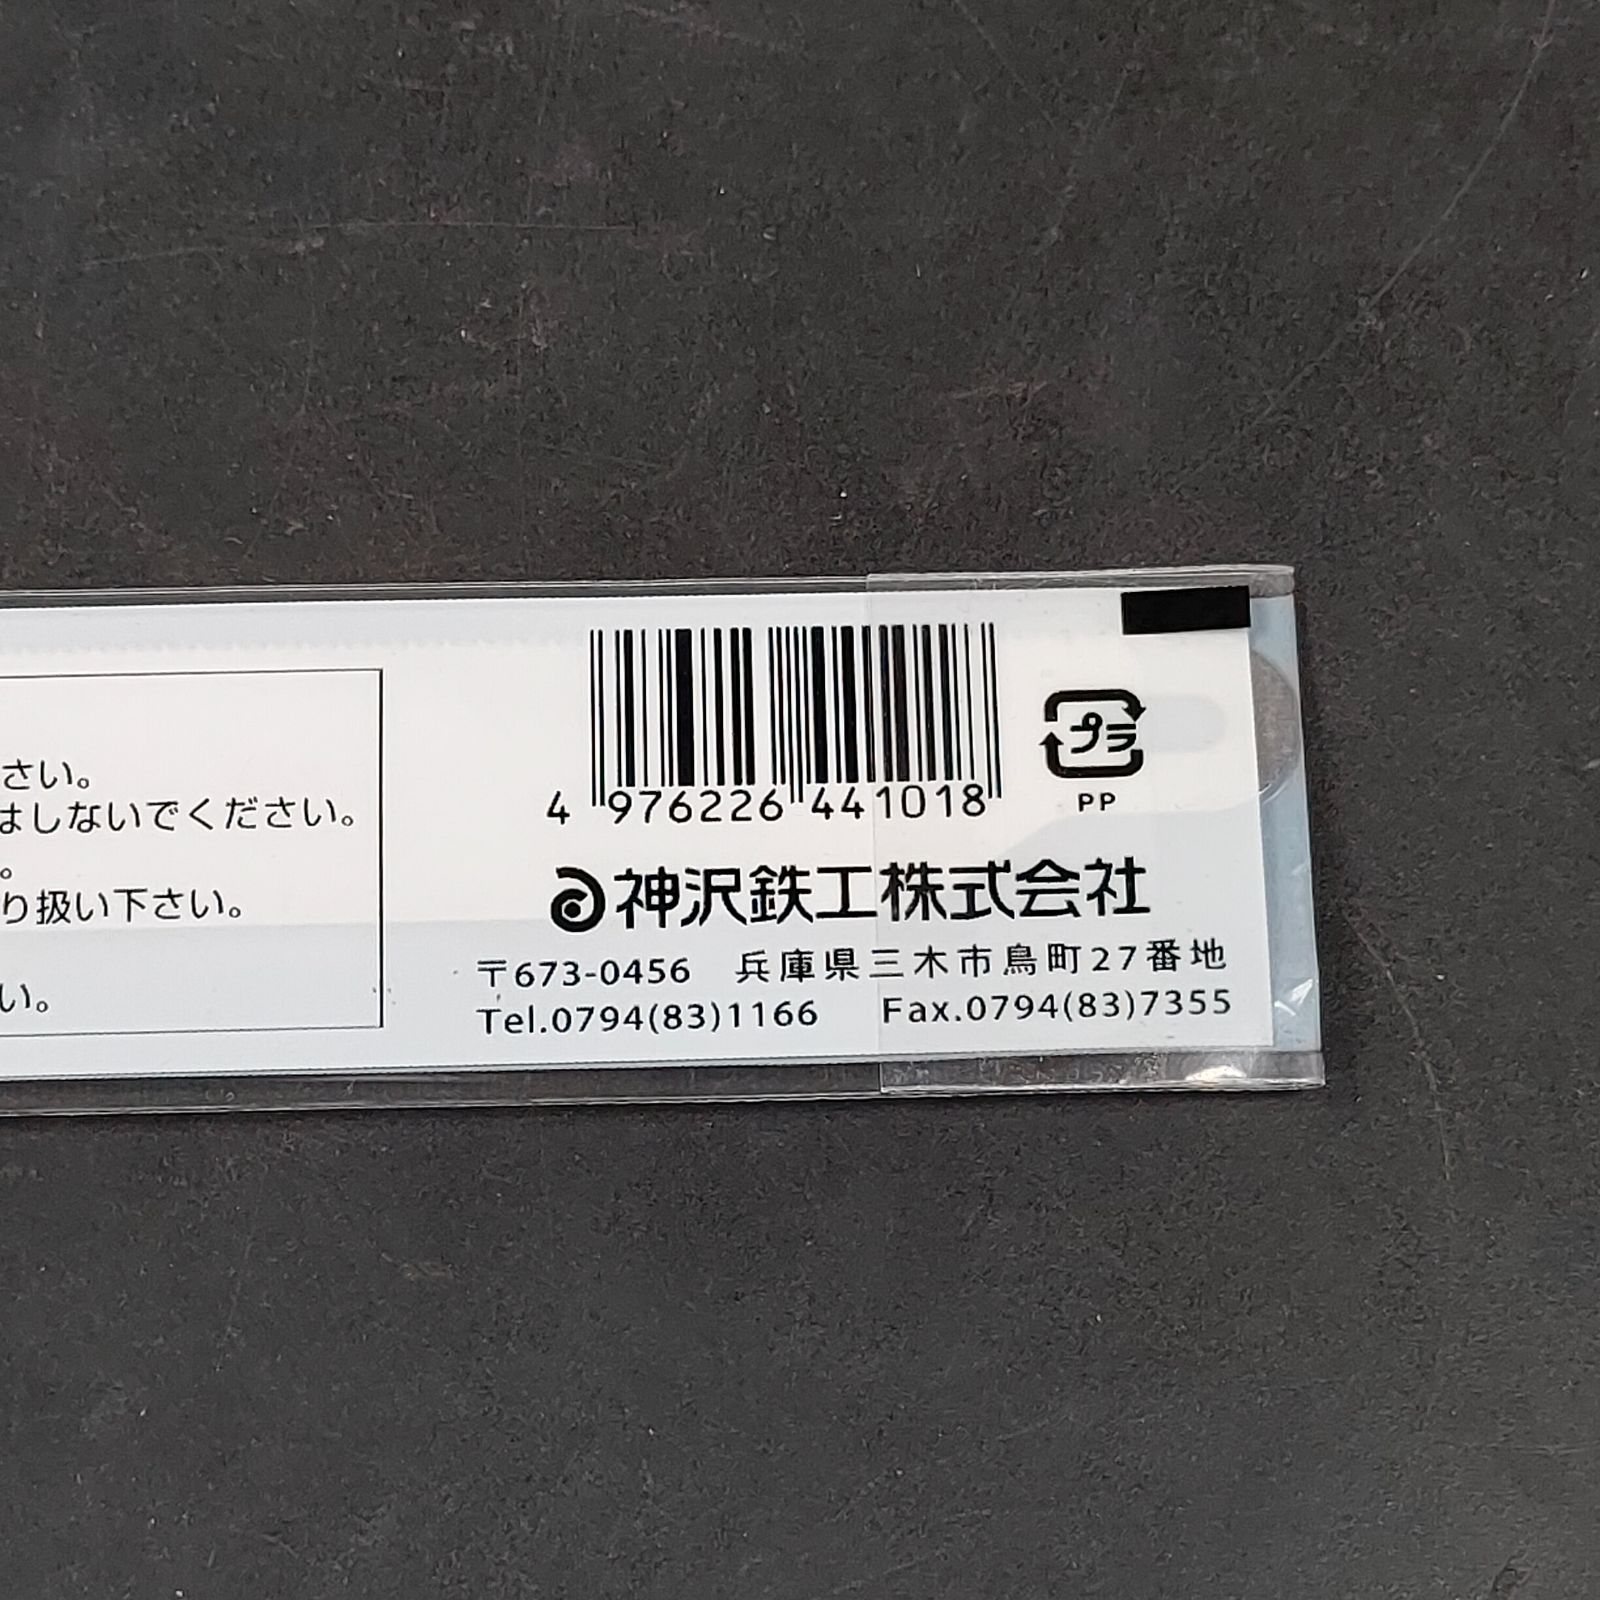 さい。
はしないでください。
。
り扱い下さい。
い。
4 976226 441018
プラ
PP
神沢鉄工株式会社
〒673-0456 兵庫県三木市鳥町27番地
Tel.0794(83)1166 Fax.0794(83)7355